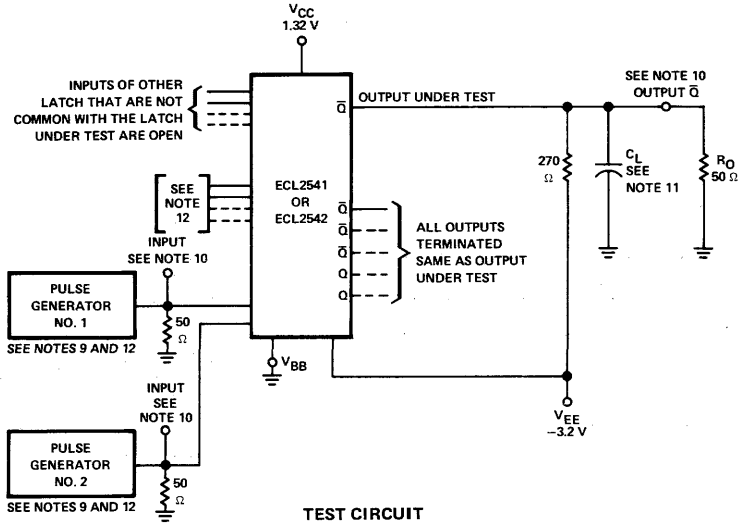 VCC
1.32 V
INPUTS OF OTHER
LATCH THAT ARE NOT
COMMON WITH THE LATCH
UNDER TEST ARE OPEN
Q̅
OUTPUT UNDER TEST
SEE NOTE 10
OUTPUT Q̅
270
Ω
CL
SEE
NOTE 11
RO
50 Ω
ECL2541
OR
ECL2542
SEE
NOTE
12
Q̅
Q̅
Q̅
Q
Q
ALL OUTPUTS
TERMINATED
SAME AS OUTPUT
UNDER TEST
INPUT
SEE NOTE 10
PULSE
GENERATOR
NO. 1
50
Ω
SEE NOTES 9 AND 12
VBB
INPUT
SEE
NOTE 10
VEE
−3.2 V
PULSE
GENERATOR
NO. 2
50
Ω
SEE NOTES 9 AND 12
TEST CIRCUIT